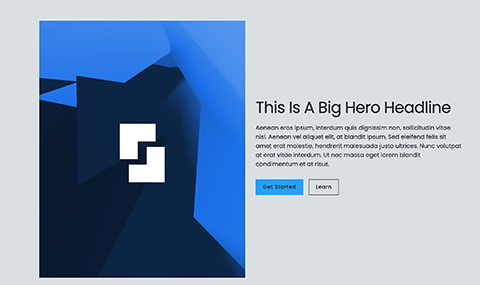 This Is A Big Hero Headline
Aenean eros ipsum, interdum quis dignissim non, sollicitudin vitae
nisl. Aenean vel aliquet elit, at blandit ipsum. Sed eleifend felis sit
amet erat molestie, hendrerit malesuada justo ultrices. Nunc volutpat
at erat vitae interdum. Ut nec massa eget lorem blandit
condimentum et at risus.
Get Started
Learn